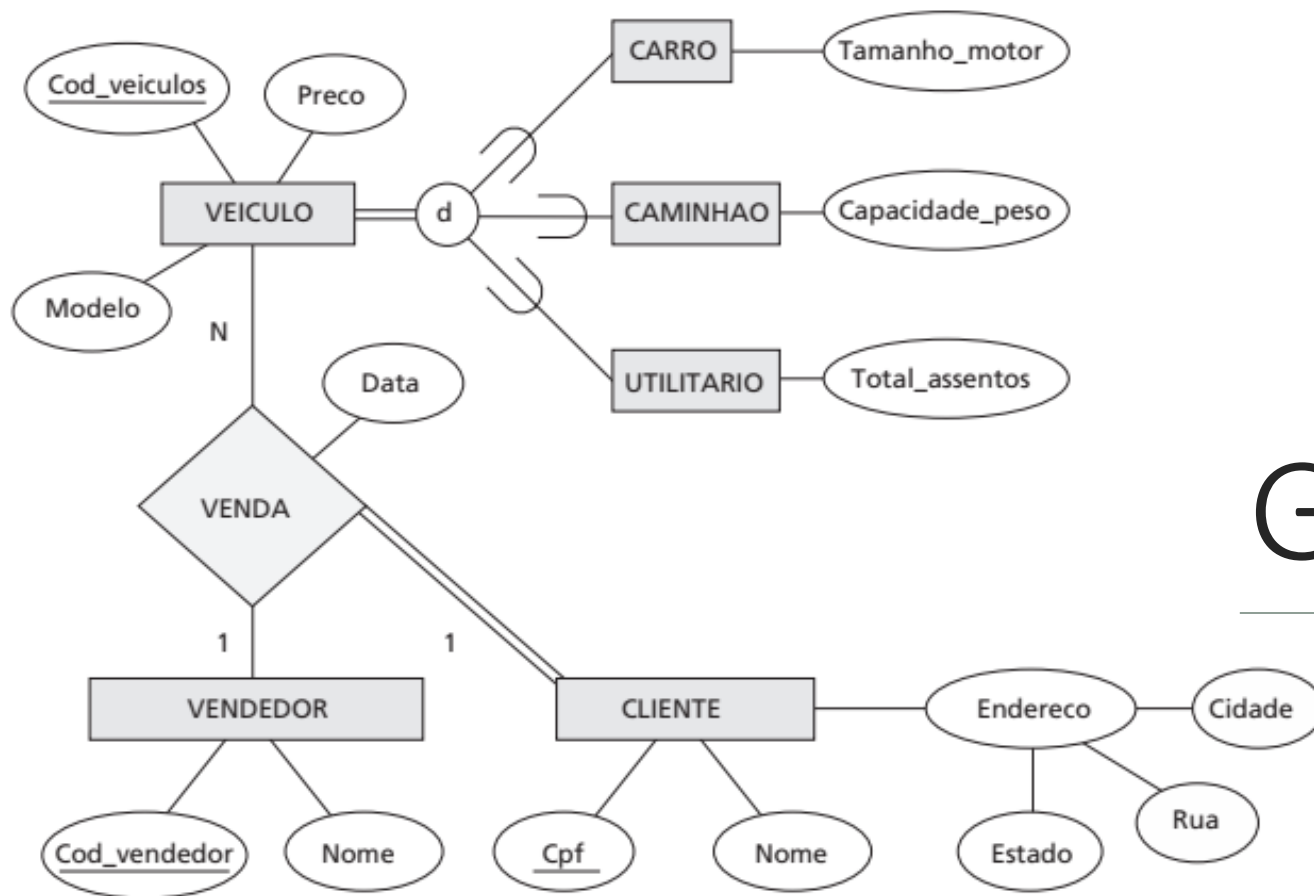 CARRO
Tamanho_motor
Cod_veiculos
Preco
VEICULO
d
CAMINHAO
Capacidade_peso
Modelo
N
Data
UTILITARIO
Total_assentos
VENDA
G
1
1
VENDEDOR
CLIENTE
Endereco
Cidade
Cod_vendedor
Nome
Cpf
Nome
Estado
Rua